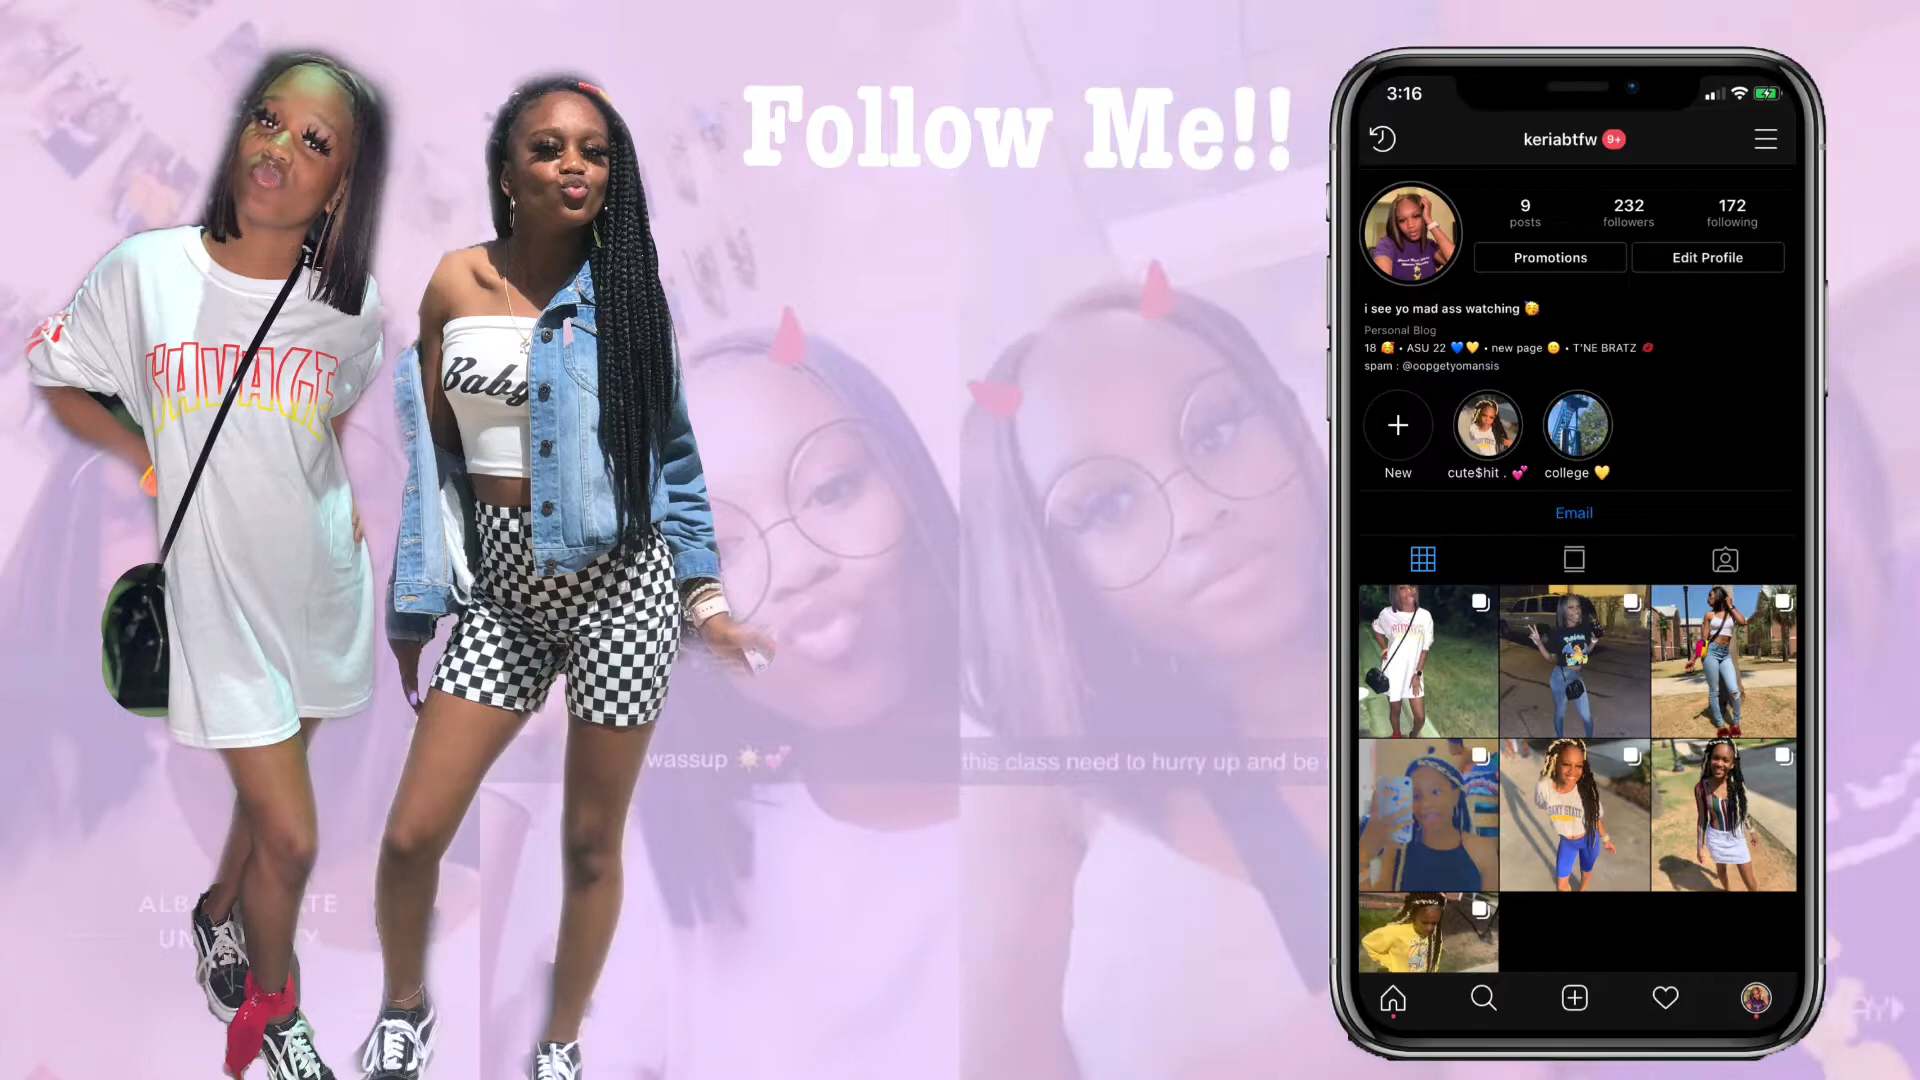 Follow Me!!
SAVAGE
Baby
wassup ☀️💕
this class need to hurry up and be
3:16
keriabtfw 9+
9 232 172
posts followers following
Promotions Edit Profile
i see yo mad ass watching 🥳
Personal Blog
18 🥰 • ASU 22 💙💛 • new page 🙂 • T'NE BRATZ 💋
spam : @oopgetyomansis
New cute$hit . 💕 college 💛
Email